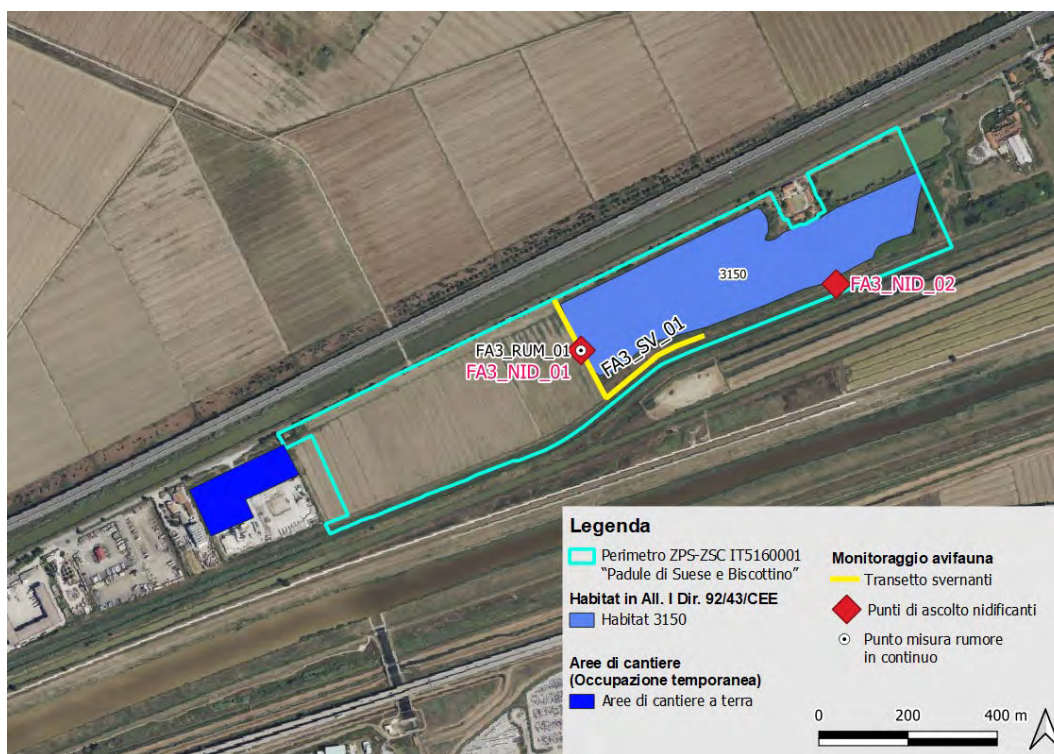 3150
FA3_NID_02
FA3_SV_01
FA3_RUM_01
FA3_NID_01
Legenda
Perimetro ZPS-ZSC IT5160001
"Padule di Suese e Biscottino"
Habitat in All. I Dir. 92/43/CEE
Habitat 3150
Aree di cantiere
(Occupazione temporanea)
Aree di cantiere a terra
Monitoraggio avifauna
Transetto svernanti
Punti di ascolto nidificanti
Punto misura rumore
in continuo
0 200 400 m